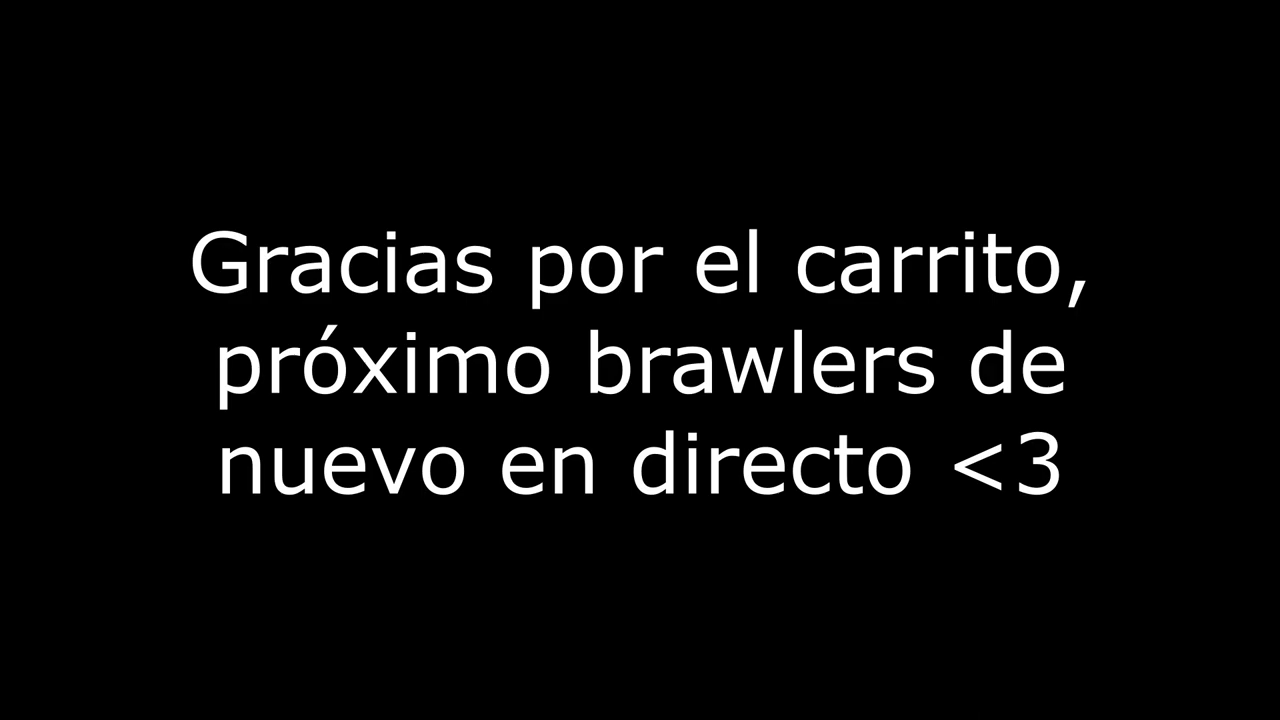 Gracias por el carrito,
próximo brawlers de
nuevo en directo <3